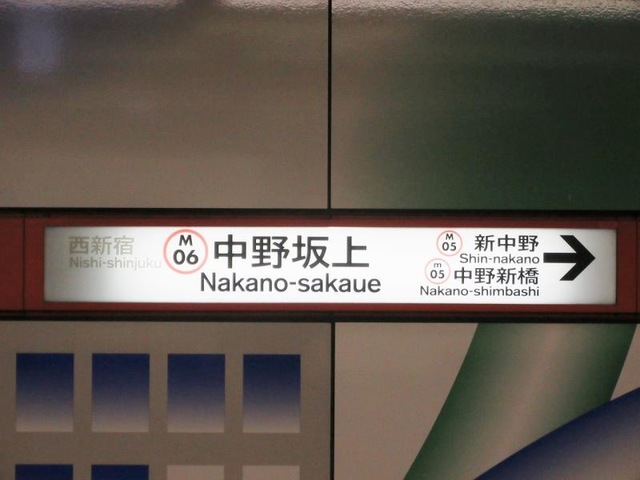 西新宿
Nishi-shinjuku
M
06
中野坂上
Nakano-sakaue
M
05
新中野
Shin-nakano
m
05
中野新橋
Nakano-shimbashi